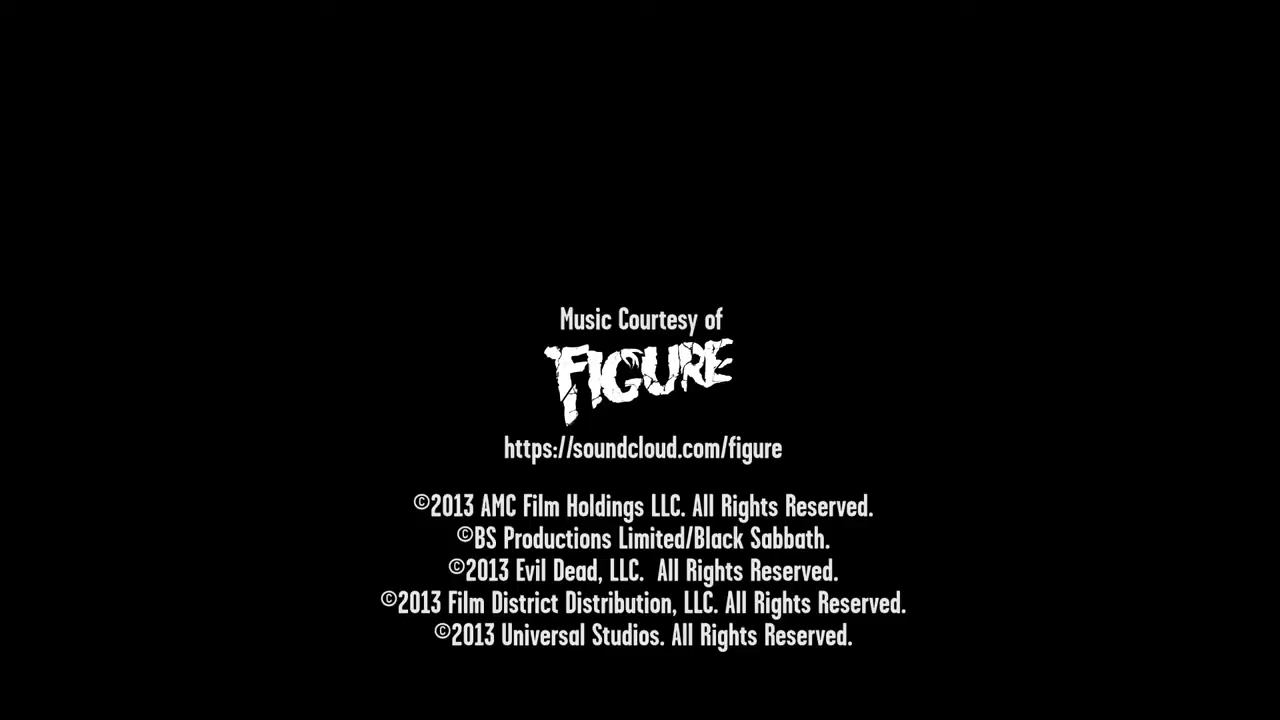 Music Courtesy of
FIGURE
https://soundcloud.com/figure
©2013 AMC Film Holdings LLC. All Rights Reserved.
©BS Productions Limited/Black Sabbath.
©2013 Evil Dead, LLC.  All Rights Reserved.
©2013 Film District Distribution, LLC. All Rights Reserved.
©2013 Universal Studios. All Rights Reserved.